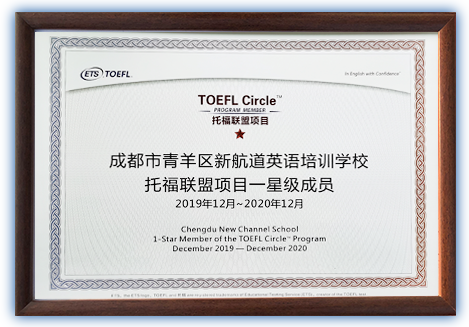 ETS TOEFL
In English with Confidence
TOEFL Circle™
PROGRAM MEMBER
托福联盟项目
成都市青羊区新航道英语培训学校
托福联盟项目一星级成员
2019年12月~2020年12月
Chengdu New Channel School
1-Star Member of the TOEFL Circle™ Program
December 2019 — December 2020